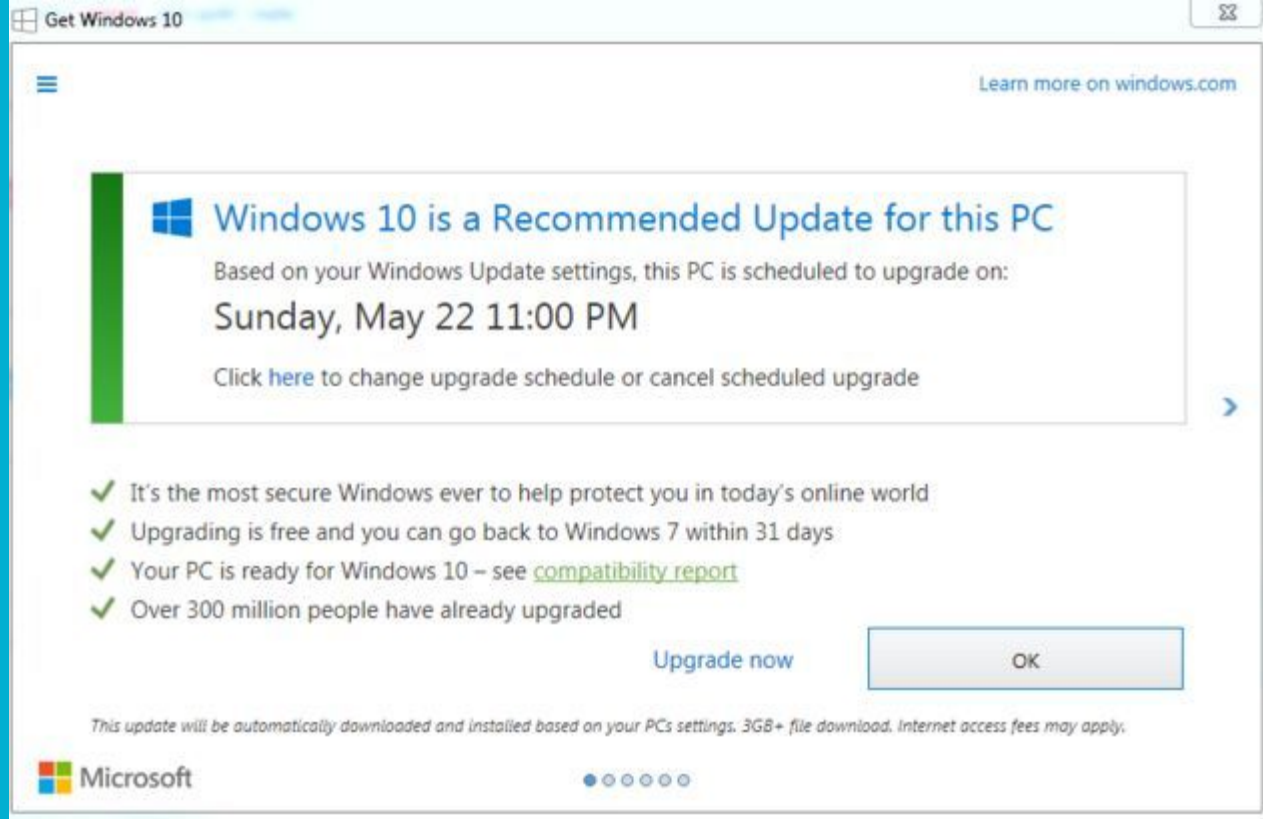 Get Windows 10
Learn more on windows.com
Windows 10 is a Recommended Update for this PC
Based on your Windows Update settings, this PC is scheduled to upgrade on:
Sunday, May 22 11:00 PM
Click here to change upgrade schedule or cancel scheduled upgrade
It's the most secure Windows ever to help protect you in today's online world
Upgrading is free and you can go back to Windows 7 within 31 days
Your PC is ready for Windows 10 – see compatibility report
Over 300 million people have already upgraded
Upgrade now
OK
This update will be automatically downloaded and installed based on your PCs settings. 3GB+ file download. Internet access fees may apply.
Microsoft